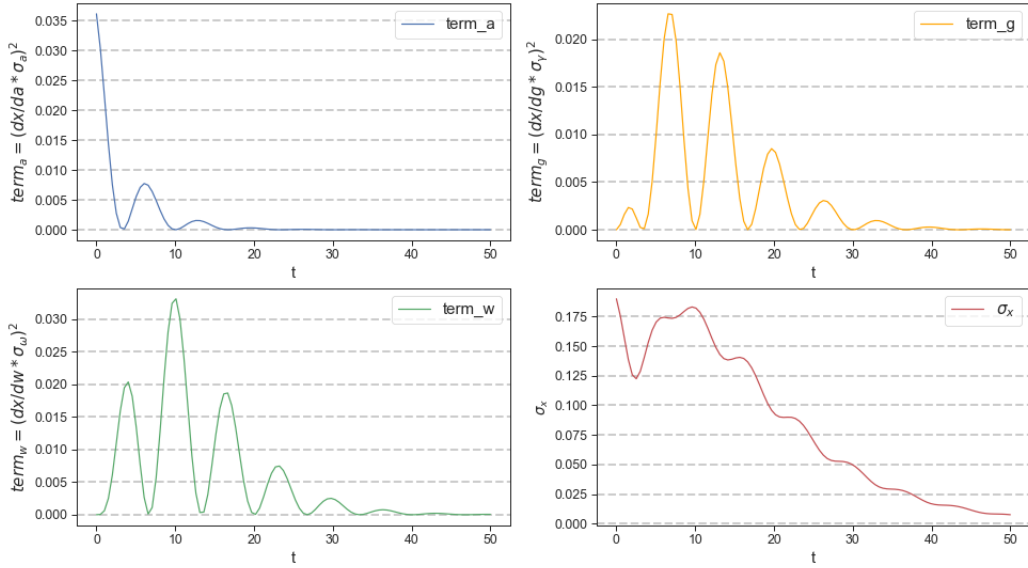 term_a
0.035
0.030
0.025
0.020
0.015
0.010
0.005
0.000
0 10 20 30 40 50
t
term_a = (dx/da * σ_a)²
term_g
0.020
0.015
0.010
0.005
0.000
0 10 20 30 40 50
t
term_g = (dx/dg * σ_γ)²
term_w
0.030
0.025
0.020
0.015
0.010
0.005
0.000
0 10 20 30 40 50
t
term_w = (dx/dw * σ_ω)²
σ_x
0.175
0.150
0.125
0.100
0.075
0.050
0.025
0.000
0 10 20 30 40 50
t
σ_x